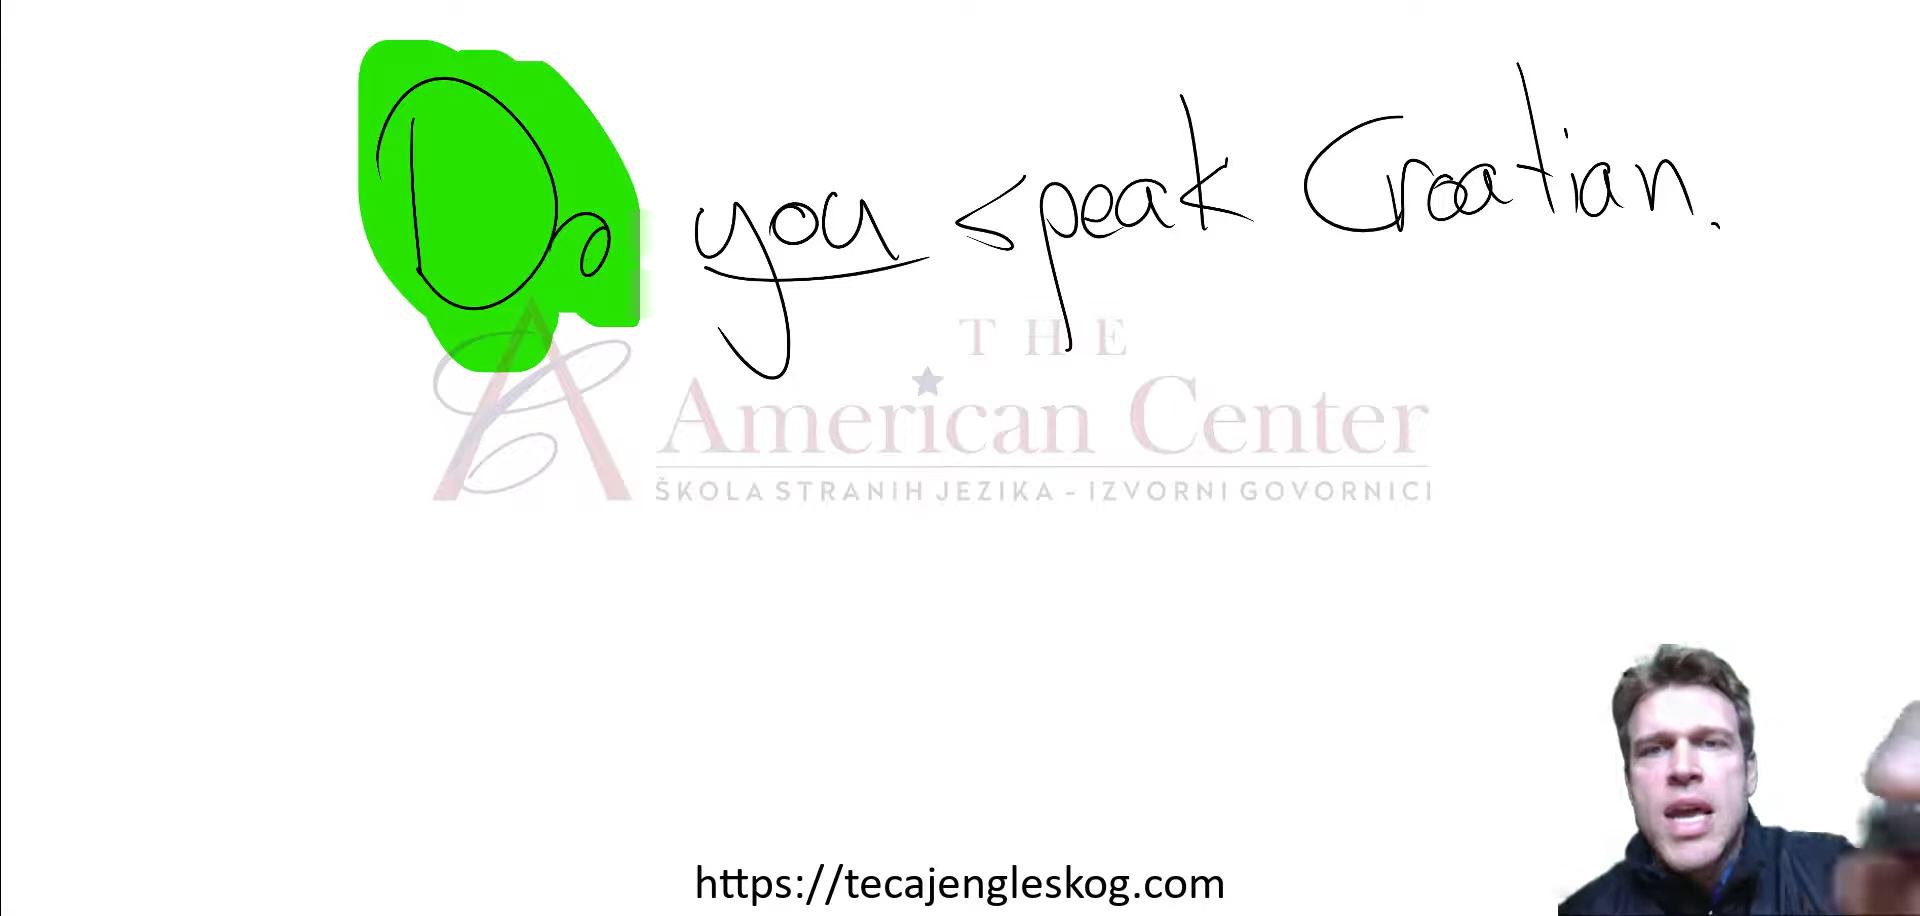 Do you speak Croatian.
THE
American Center
ŠKOLA STRANIH JEZIKA - IZVORNI GOVORNICI
https://tecajengleskog.com